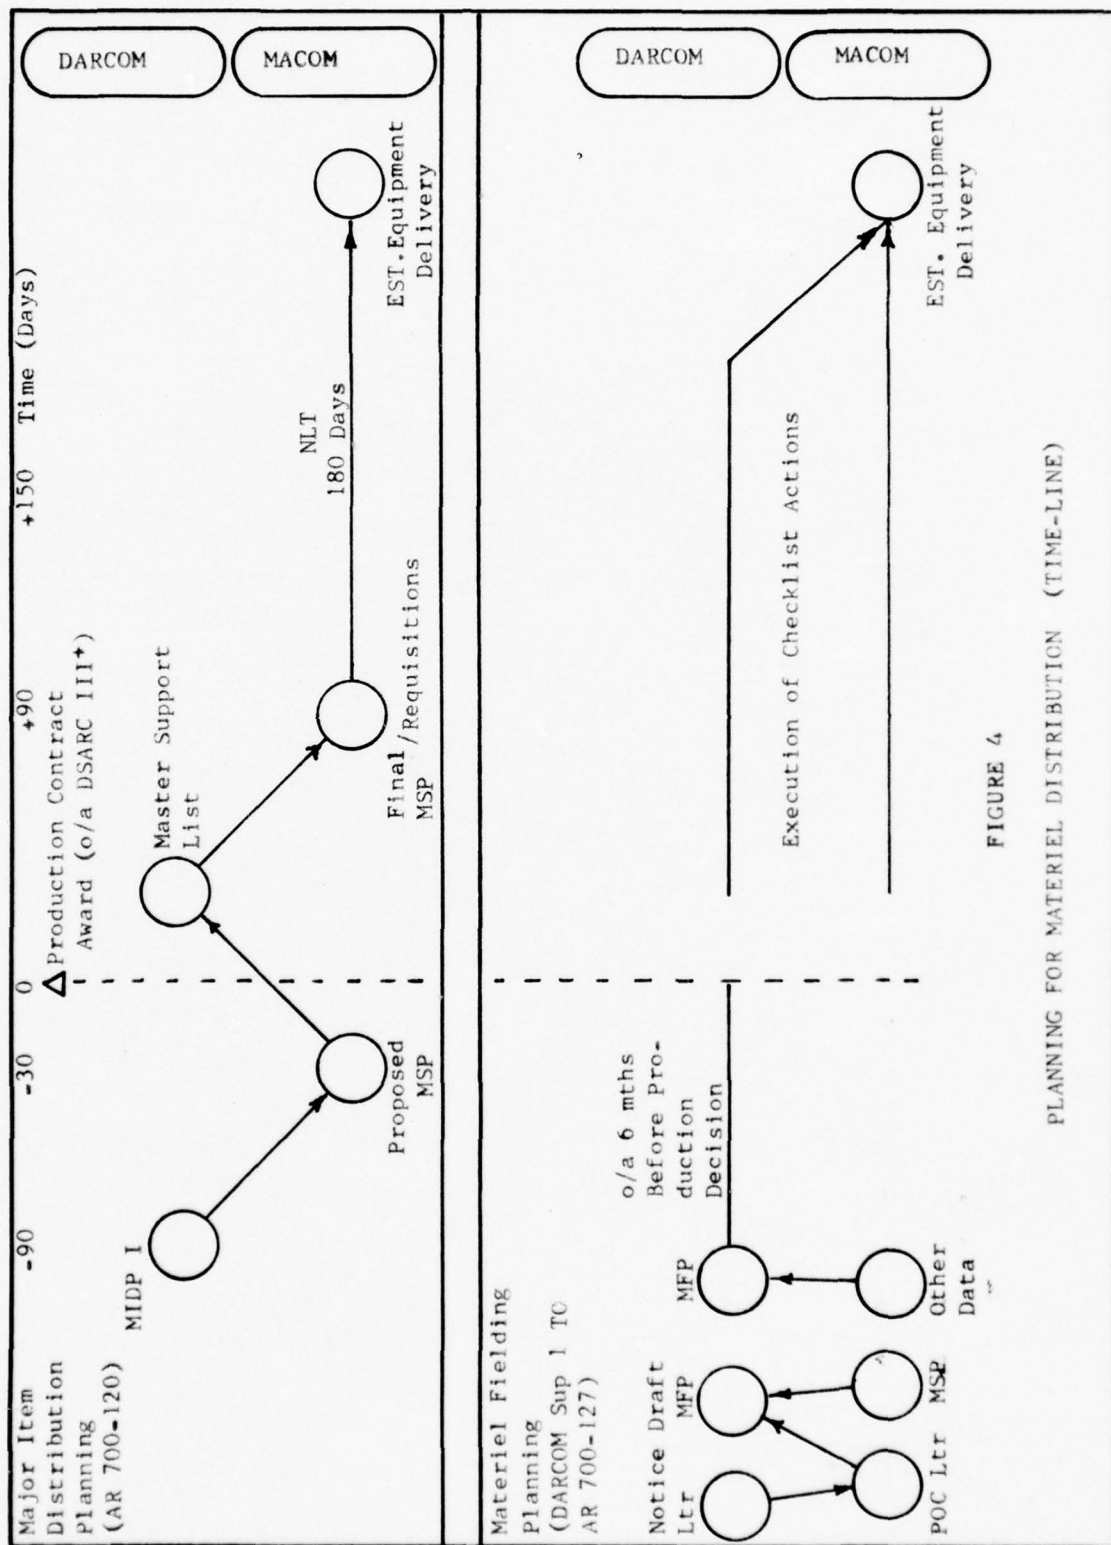 Major Item
Distribution
Planning
(AR 700-120)
-90
-30
0
+90
+150
Time (Days)
Production Contract
Award (o/a DSARC III+)
MIDP I
Proposed
MSP
Master Support
List
Final/Requisitions
MSP
NLT
180 Days
EST.Equipment
Delivery
DARCOM
MACOM
Materiel Fielding
Planning
(DARCOM Sup 1 TO
AR 700-127)
Notice Draft
Ltr
MFP
MFP
POC Ltr
MSP
Other
Data
o/a 6 mths
Before Pro-
duction
Decision
Execution of Checklist Actions
EST. Equipment
Delivery
DARCOM
MACOM
FIGURE 4
PLANNING FOR MATERIEL DISTRIBUTION (TIME-LINE)